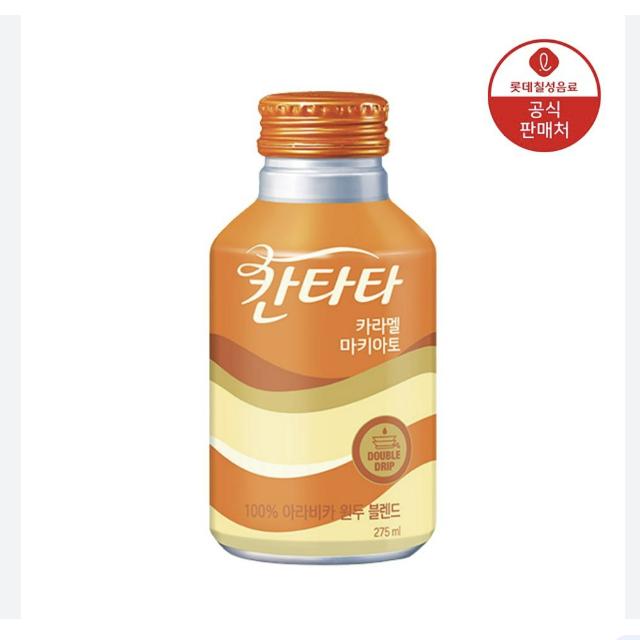 롯데칠성음료
공식
판매처
칸타타
카라멜
마키아토
DOUBLE
DRIP
100% 아라비카 원두 블렌드
275 ml